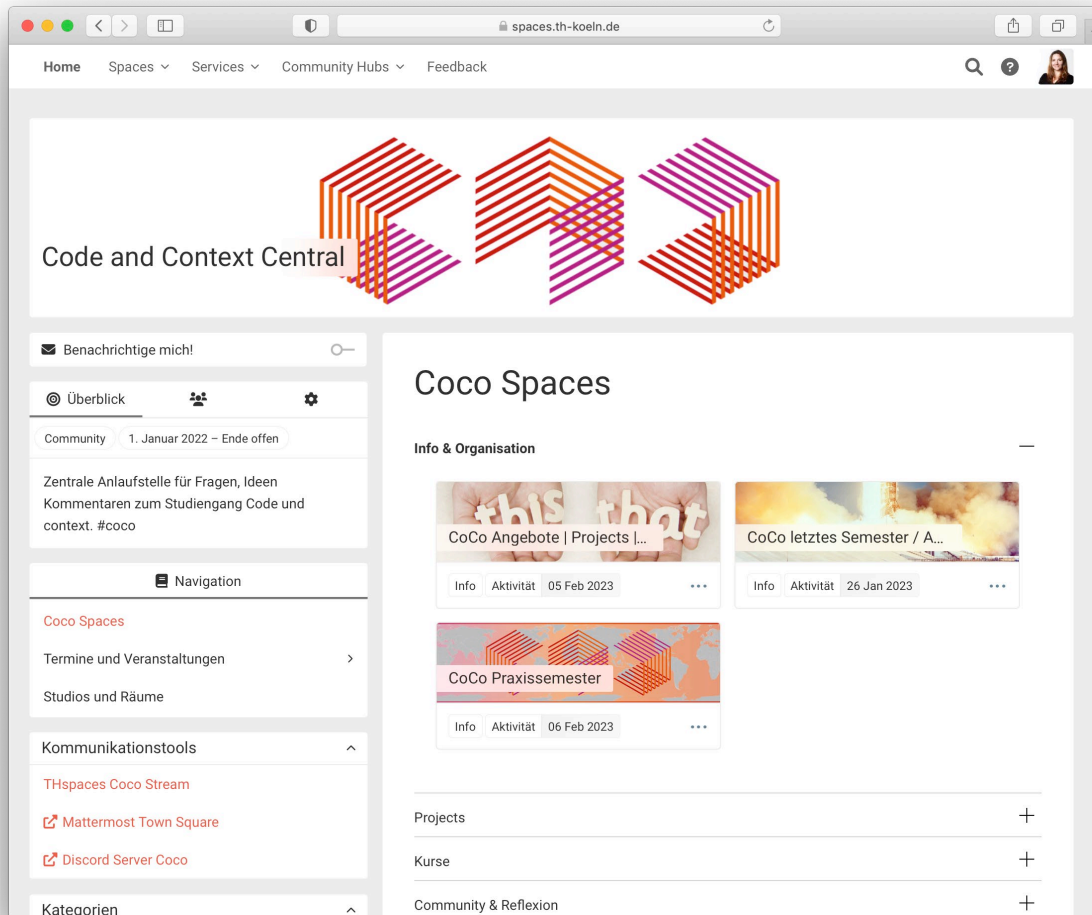 spaces.th-koeln.de
Home Spaces Services Community Hubs Feedback
Code and Context Central
Benachrichtige mich!
Überblick
Community 1. Januar 2022 – Ende offen
Zentrale Anlaufstelle für Fragen, Ideen
Kommentaren zum Studiengang Code und
context. #coco
Navigation
Coco Spaces
Termine und Veranstaltungen
Studios und Räume
Kommunikationstools
THspaces Coco Stream
Mattermost Town Square
Discord Server Coco
Kategorien
Coco Spaces
Info & Organisation
this that
CoCo Angebote | Projects |...
Info Aktivität 05 Feb 2023
CoCo letztes Semester / A...
Info Aktivität 26 Jan 2023
CoCo Praxissemester
Info Aktivität 06 Feb 2023
Projects
Kurse
Community & Reflexion